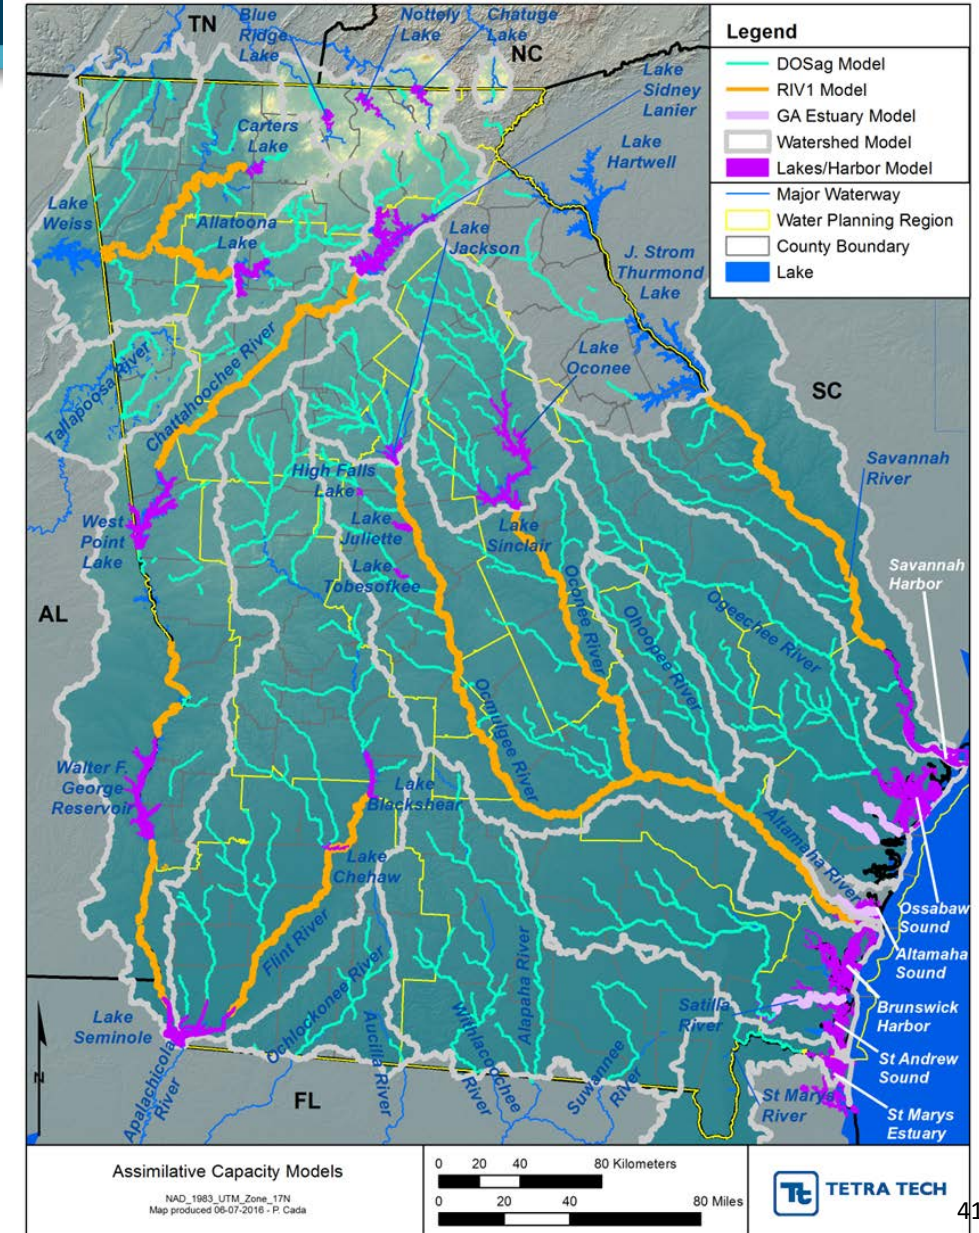 TN
Blue
Ridge
Lake
Nottely
Lake
Chatuge
Lake
NC
Lake
Sidney
Lanier
Carters
Lake
Lake
Hartwell
Lake
Weiss
Allatoona
Lake
Lake
Jackson
J. Strom
Thurmond
Lake
Lake
Oconee
SC
Tallapoosa River
Chattahoochee River
High Falls
Lake
Savannah
River
West
Point
Lake
Lake
Juliette
Lake
Sinclair
Lake
Tobesofkee
Savannah
Harbor
AL
Oconee River
Ohoopee River
Ogeechee River
Ocmulgee River
Walter F.
George
Reservoir
Lake
Blackshear
Altamaha River
Lake
Chehaw
Ossabaw
Sound
Altamaha
Sound
Flint River
Ochlockonee River
Aucilla River
Withlacoochee
River
Alapaha River
Suwannee
River
Satilla
River
Brunswick
Harbor
Lake
Seminole
St Andrew
Sound
Apalachicola
River
FL
St Marys
River
St Marys
Estuary
N
Legend
DOSag Model
RIV1 Model
GA Estuary Model
Watershed Model
Lakes/Harbor Model
Major Waterway
Water Planning Region
County Boundary
Lake
Assimilative Capacity Models
NAD_1983_UTM_Zone_17N
Map produced 06-07-2016 - P. Cada
0 20 40 80 Kilometers
0 20 40 80 Miles
Tt TETRA TECH
41